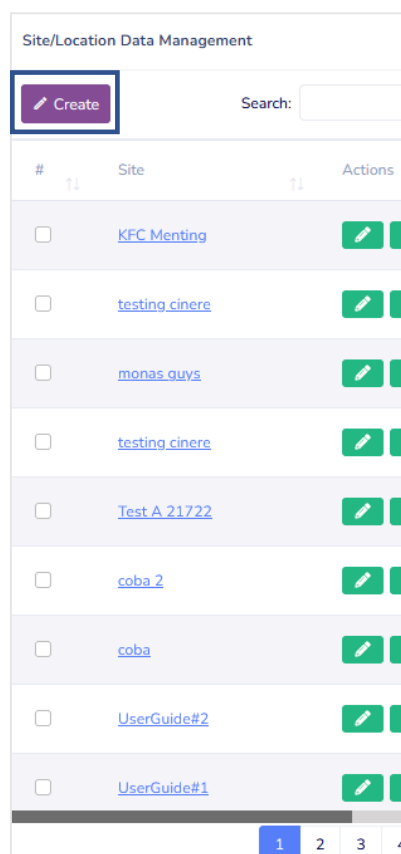 Site/Location Data Management
Create Search:
# Site Actions
KFC Menting
testing cinere
monas guys
testing cinere
Test A 21722
coba 2
coba
UserGuide#2
UserGuide#1
1 2 3 4